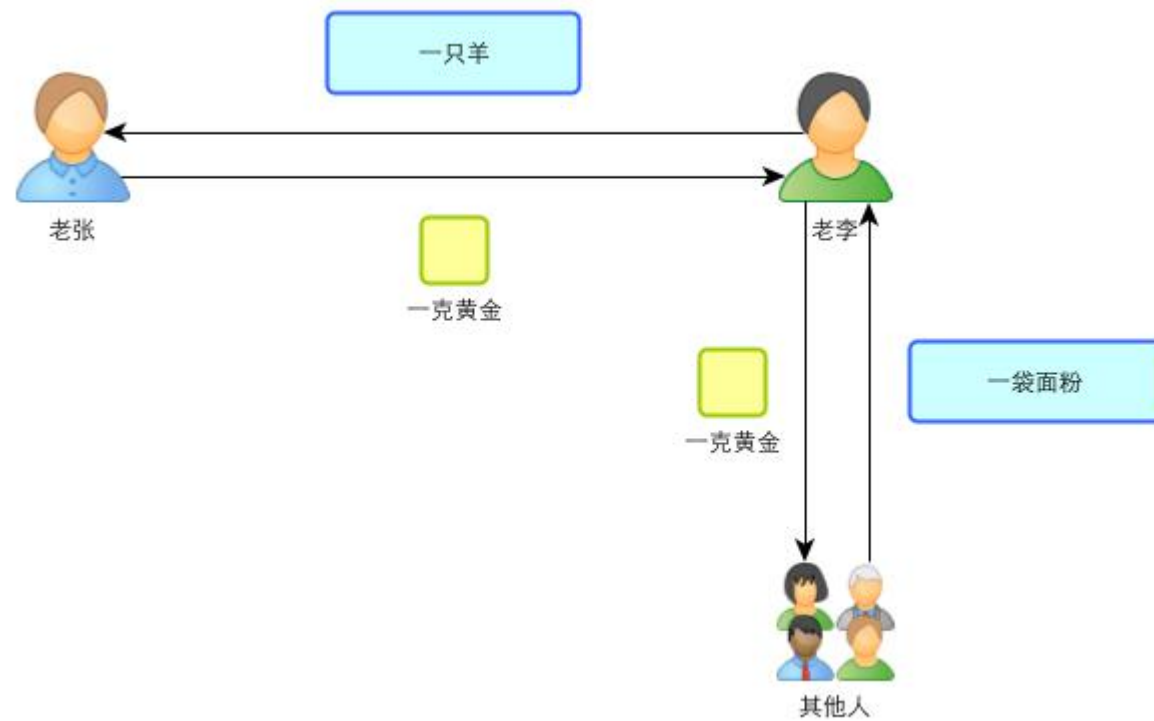 一只羊
老张
老李
一克黄金
一袋面粉
一克黄金
其他人